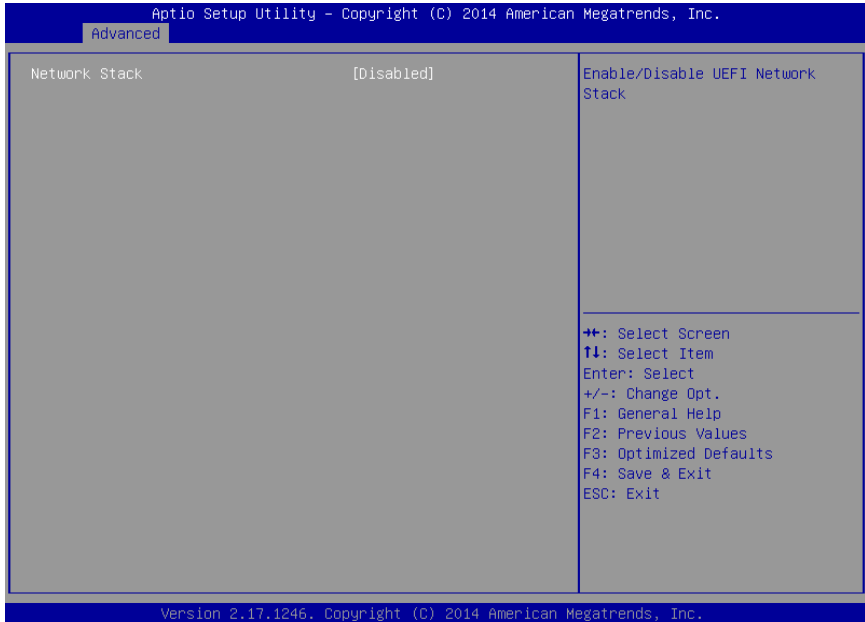 Aptio Setup Utility – Copyright (C) 2014 American Megatrends, Inc.
Advanced
Network Stack [Disabled]
Enable/Disable UEFI Network
Stack
→←: Select Screen
↑↓: Select Item
Enter: Select
+/-: Change Opt.
F1: General Help
F2: Previous Values
F3: Optimized Defaults
F4: Save & Exit
ESC: Exit
Version 2.17.1246. Copyright (C) 2014 American Megatrends, Inc.